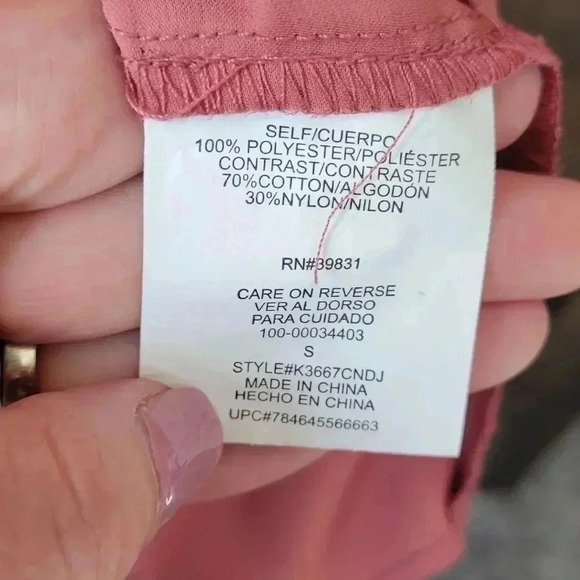 SELF/CUERPO
100% POLYESTER/POLIÉSTER
CONTRAST/CONTRASTE
70%COTTON/ALGODÓN
30%NYLON/NILON
RN#39831
CARE ON REVERSE
VER AL DORSO
PARA CUIDADO
100-00034403
S
STYLE#K3667CNDJ
MADE IN CHINA
HECHO EN CHINA
UPC#784645566663